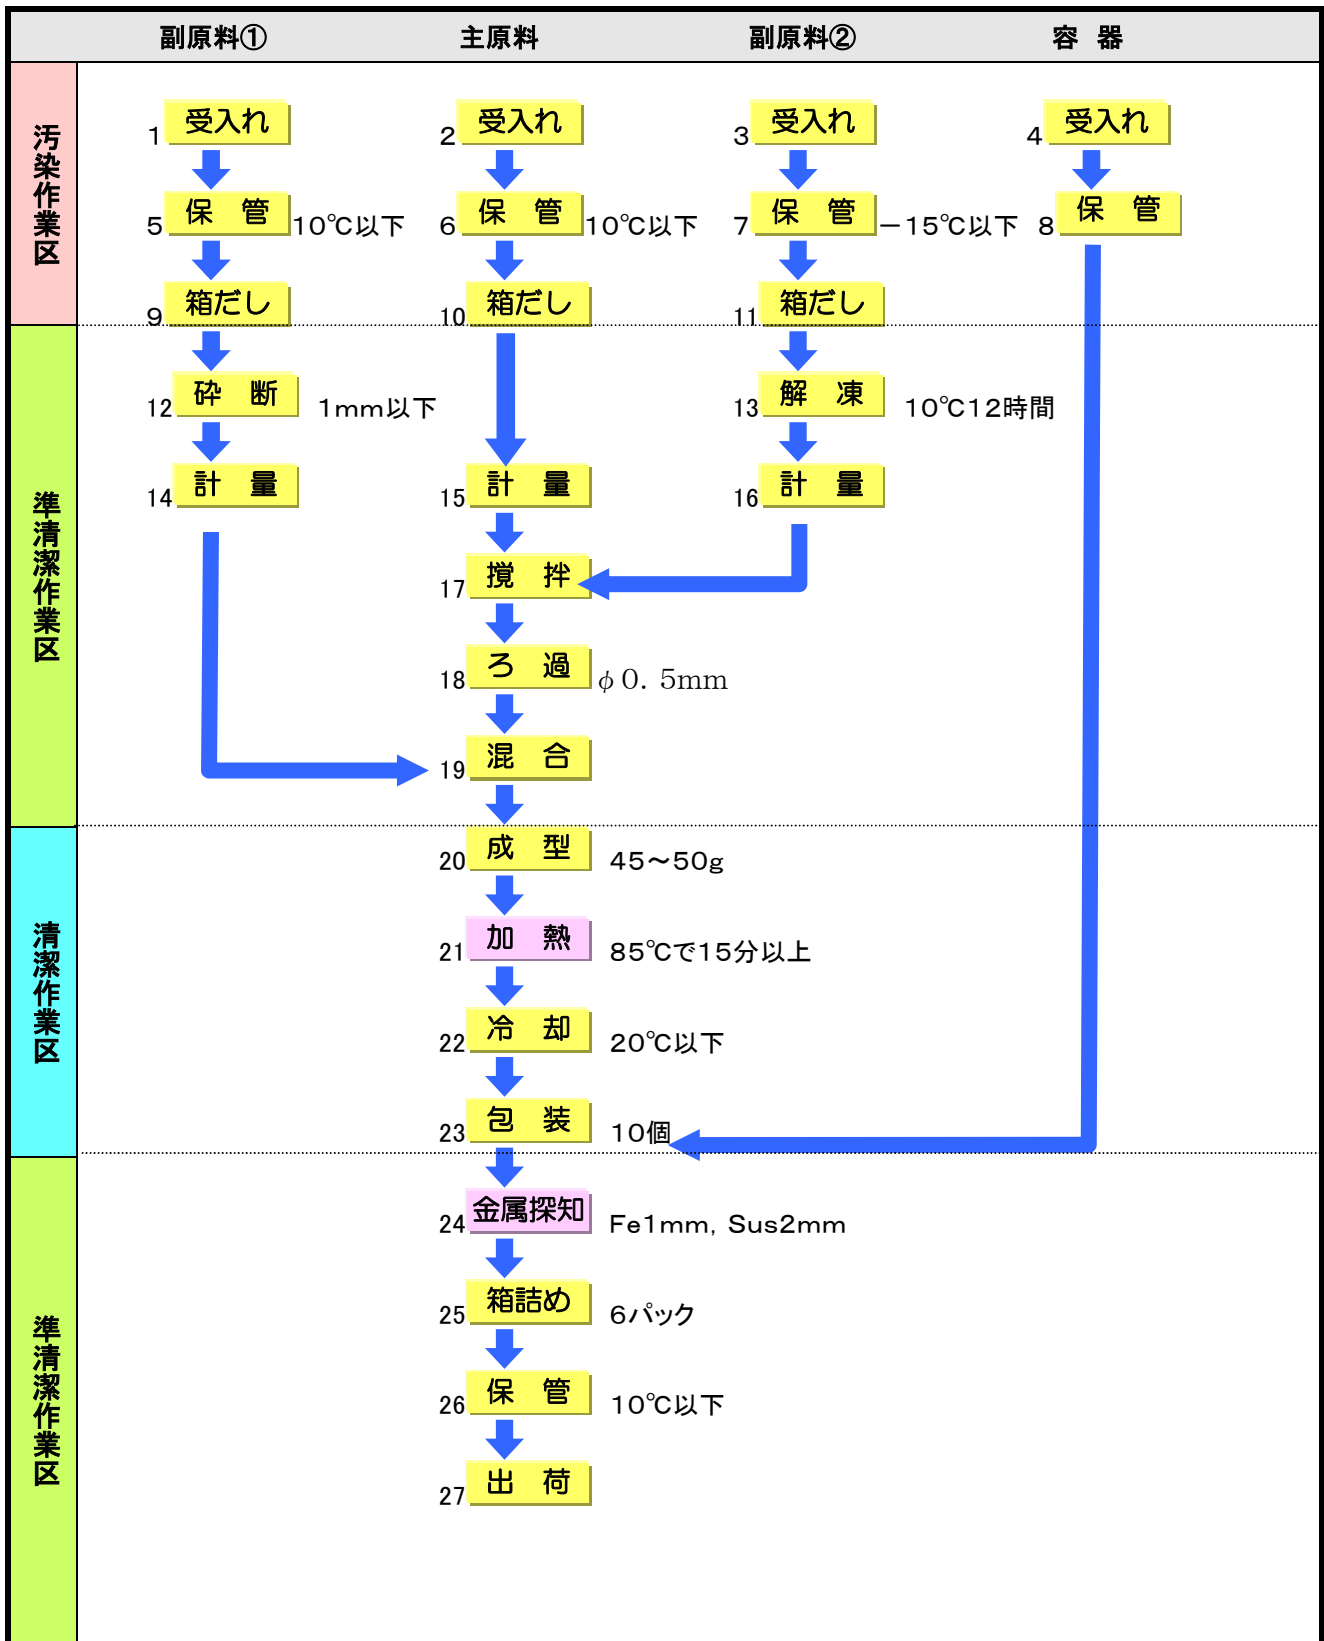 副原料①　主原料　副原料②　容　器
汚染作業区
1 受入れ　2 受入れ　3 受入れ　4 受入れ
5 保　管 10℃以下　6 保　管 10℃以下　7 保　管 －15℃以下　8 保　管
9 箱だし　10 箱だし　11 箱だし
準清潔作業区
12 砕　断 1mm以下　13 解　凍 10℃12時間
14 計　量　15 計　量　16 計　量
17 撹　拌
18 ろ　過 φ0．5mm
19 混　合
清潔作業区
20 成　型 45～50g
21 加　熱 85℃で15分以上
22 冷　却 20℃以下
23 包　装 10個
準清潔作業区
24 金属探知 Fe1mm，Sus2mm
25 箱詰め 6パック
26 保　管 10℃以下
27 出　荷